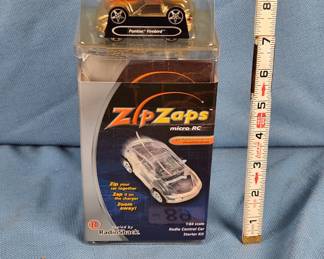 Pontiac Firebird
ZipZaps
micro RC
Zip your
car together
Zap it on
the charger
Zoom
away!
1:64 scale
Radio Control Car
Starter Kit
RadioShack.
8
7
6
5
4
3
2